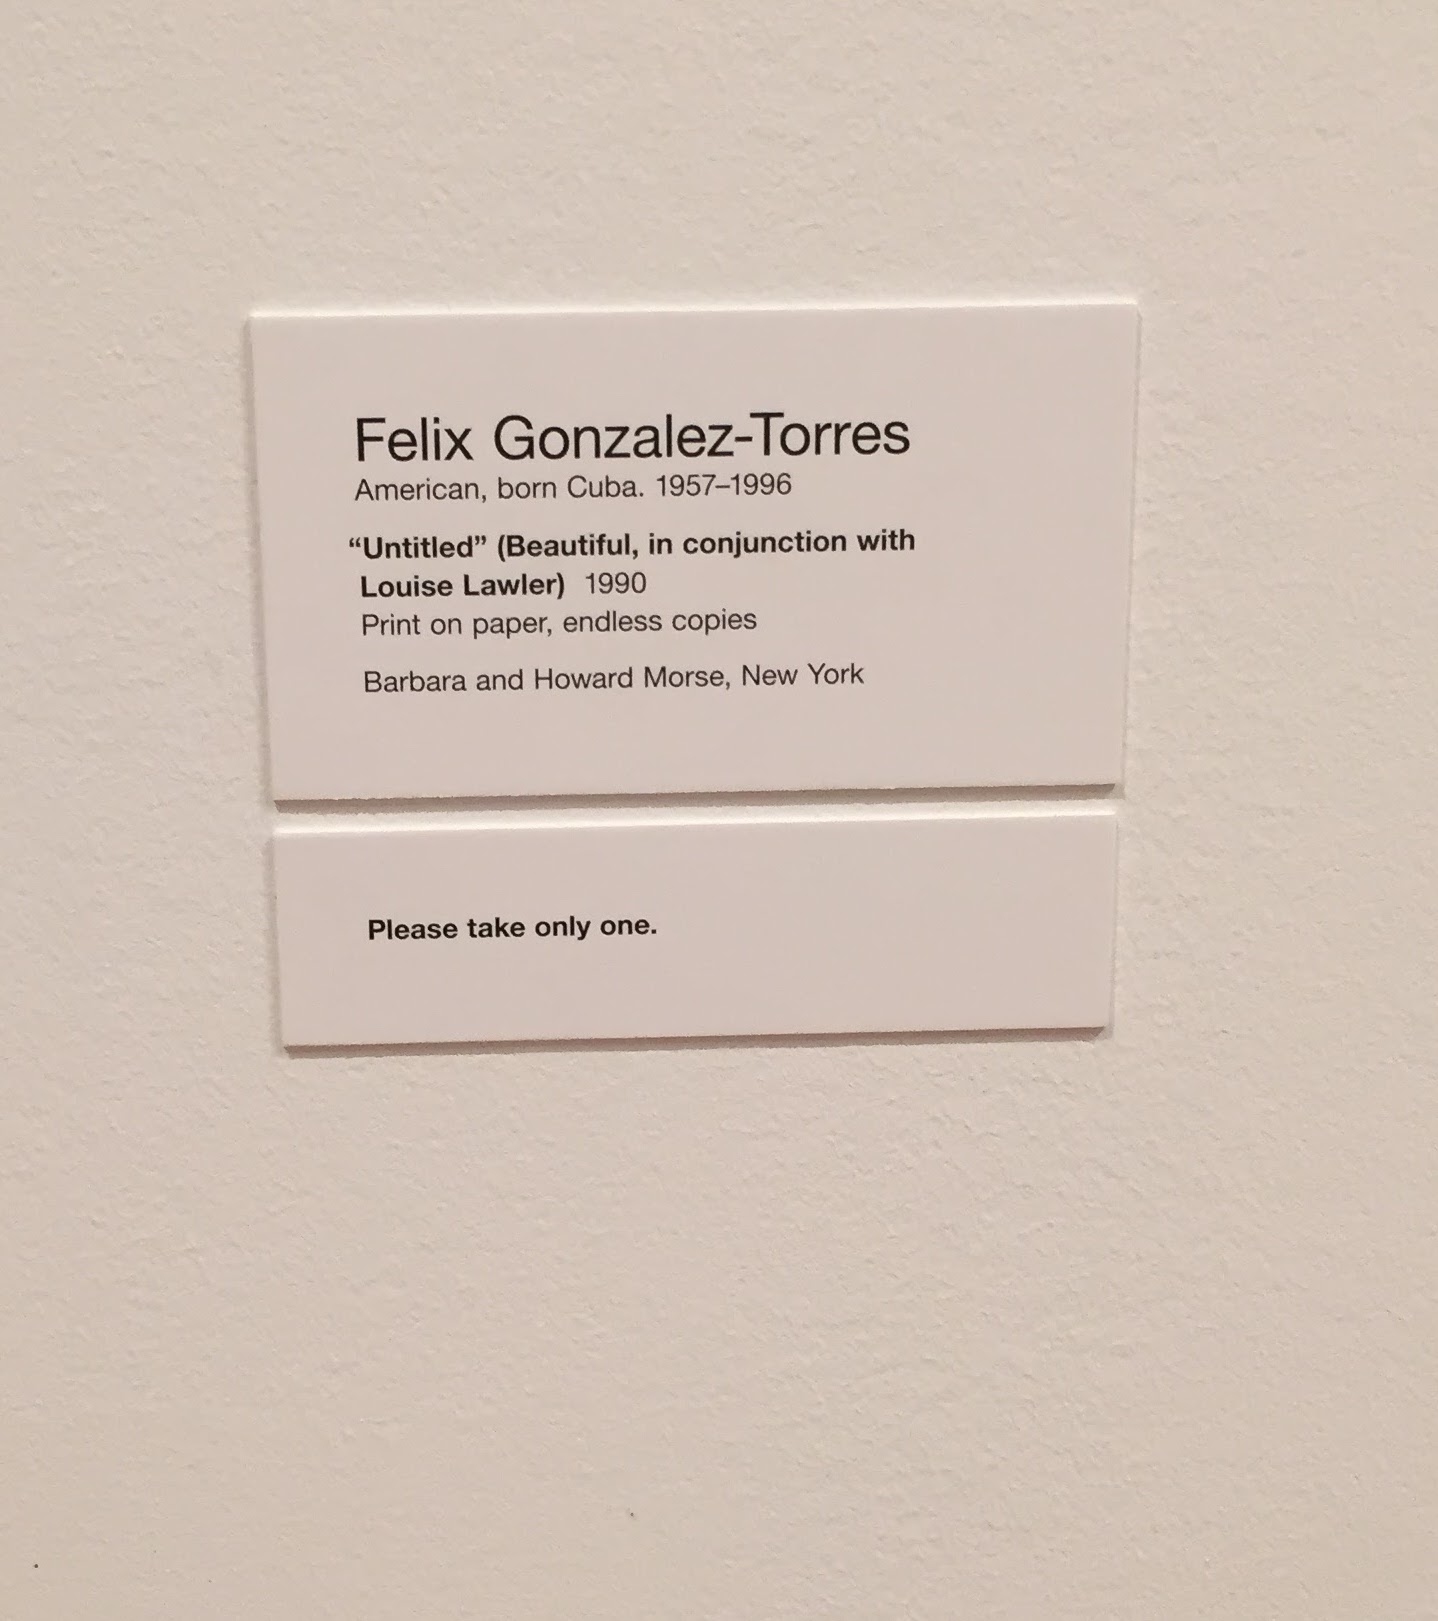 Felix Gonzalez-Torres
American, born Cuba. 1957–1996
“Untitled” (Beautiful, in conjunction with
Louise Lawler) 1990
Print on paper, endless copies
Barbara and Howard Morse, New York
Please take only one.